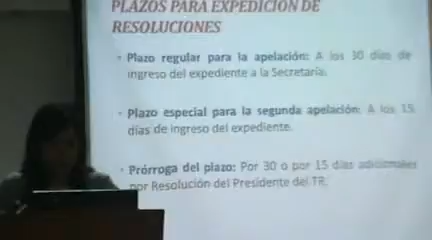 PLAZOS PARA EXPEDICIÓN DE
RESOLUCIONES
Plazo regular para la apelación: A los 30 días de
ingreso del expediente a la Secretaría.
Plazo especial para la segunda apelación: A los 15
días de ingreso del expediente.
Prórroga del plazo: Por 30 o por 15 días adicionales
por Resolución del Presidente del TR.